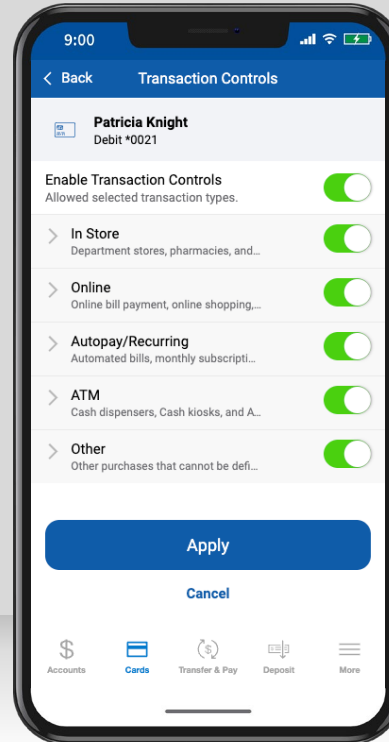 9:00
Back Transaction Controls
Patricia Knight
Debit *0021
Enable Transaction Controls
Allowed selected transaction types.
In Store
Department stores, pharmacies, and...
Online
Online bill payment, online shopping,...
Autopay/Recurring
Automated bills, monthly subscripti...
ATM
Cash dispensers, Cash kiosks, and A...
Other
Other purchases that cannot be defi...
Apply
Cancel
Accounts Cards Transfer & Pay Deposit More